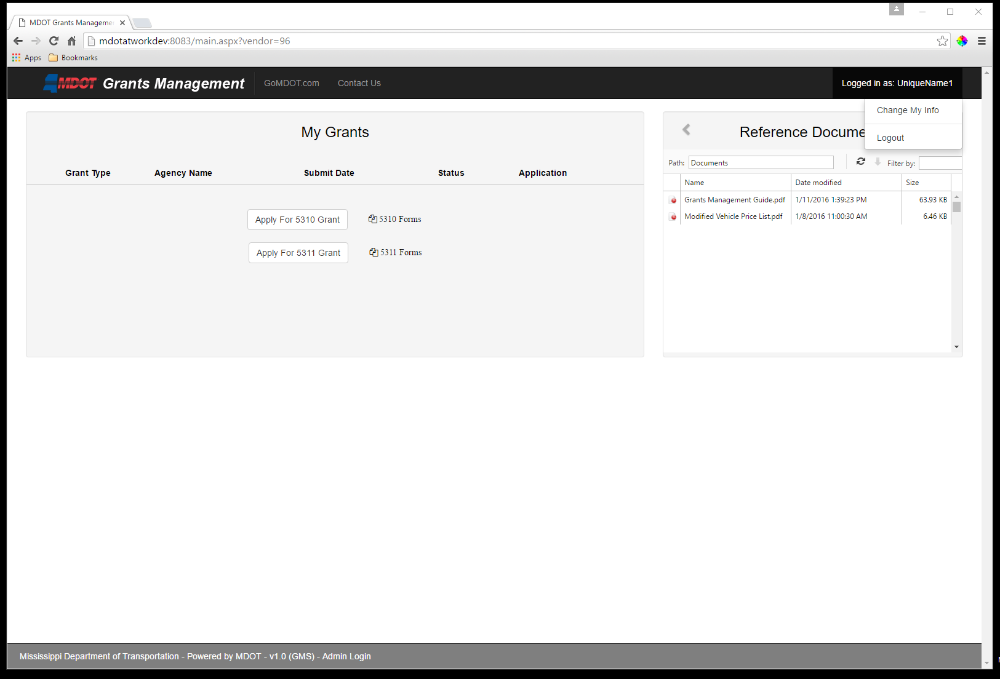 MDOT Grants Manageme
mdotatworkdev:8083/main.aspx?vendor=96
Apps Bookmarks
MDOT Grants Management GoMDOT.com Contact Us Logged in as: UniqueName1
Change My Info
Logout
My Grants
Grant Type Agency Name Submit Date Status Application
Apply For 5310 Grant 5310 Forms
Apply For 5311 Grant 5311 Forms
Reference Docume
Path: Documents Filter by:
Name Date modified Size
Grants Management Guide.pdf 1/11/2016 1:39:23 PM 63.93 KB
Modified Vehicle Price List.pdf 1/8/2016 11:00:30 AM 6.46 KB
Mississippi Department of Transportation - Powered by MDOT - v1.0 (GMS) - Admin Login